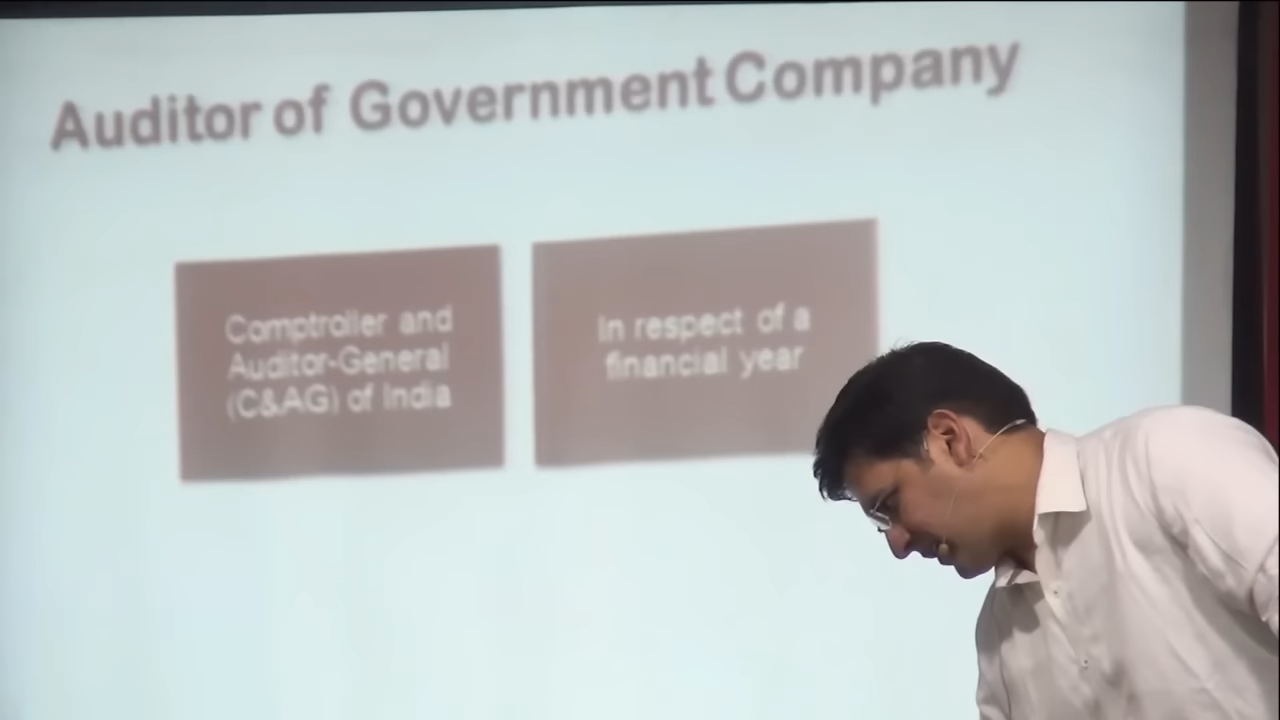 Auditor of Government Company
Comptroller and
Auditor-General
(C&AG) of India
In respect of a
financial year